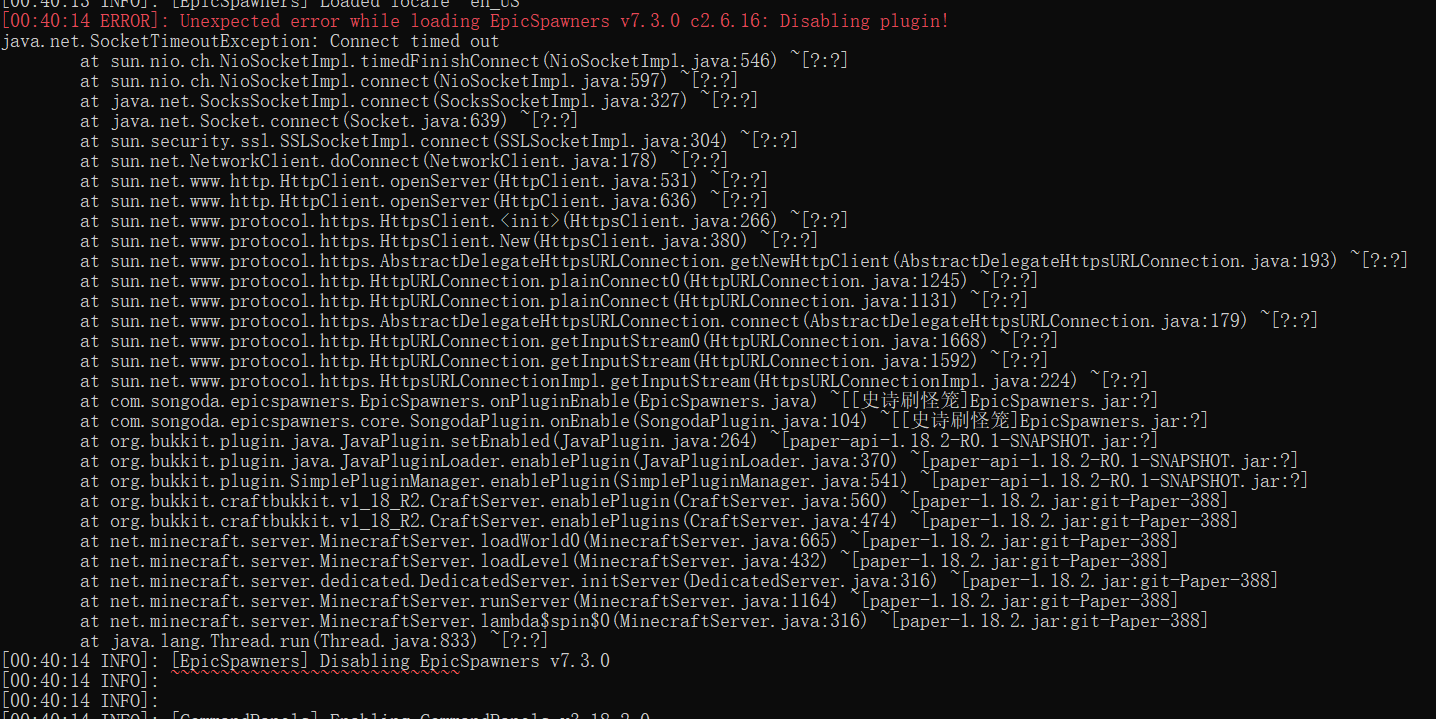 [00:40:13 INFO]: [EpicSpawners] Loaded locale "en_US"
[00:40:14 ERROR]: Unexpected error while loading EpicSpawners v7.3.0 c2.6.16: Disabling plugin!
java.net.SocketTimeoutException: Connect timed out
at sun.nio.ch.NioSocketImpl.timedFinishConnect(NioSocketImpl.java:546) ~[?:?]
at sun.nio.ch.NioSocketImpl.connect(NioSocketImpl.java:597) ~[?:?]
at java.net.SocksSocketImpl.connect(SocksSocketImpl.java:327) ~[?:?]
at java.net.Socket.connect(Socket.java:639) ~[?:?]
at sun.security.ssl.SSLSocketImpl.connect(SSLSocketImpl.java:304) ~[?:?]
at sun.net.NetworkClient.doConnect(NetworkClient.java:178) ~[?:?]
at sun.net.www.http.HttpClient.openServer(HttpClient.java:531) ~[?:?]
at sun.net.www.http.HttpClient.openServer(HttpClient.java:636) ~[?:?]
at sun.net.www.protocol.https.HttpsClient.<init>(HttpsClient.java:266) ~[?:?]
at sun.net.www.protocol.https.HttpsClient.New(HttpsClient.java:380) ~[?:?]
at sun.net.www.protocol.https.AbstractDelegateHttpsURLConnection.getNewHttpClient(AbstractDelegateHttpsURLConnection.java:193) ~[?:?]
at sun.net.www.protocol.http.HttpURLConnection.plainConnect0(HttpURLConnection.java:1245) ~[?:?]
at sun.net.www.protocol.http.HttpURLConnection.plainConnect(HttpURLConnection.java:1131) ~[?:?]
at sun.net.www.protocol.https.AbstractDelegateHttpsURLConnection.connect(AbstractDelegateHttpsURLConnection.java:179) ~[?:?]
at sun.net.www.protocol.http.HttpURLConnection.getInputStream0(HttpURLConnection.java:1668) ~[?:?]
at sun.net.www.protocol.http.HttpURLConnection.getInputStream(HttpURLConnection.java:1592) ~[?:?]
at sun.net.www.protocol.https.HttpsURLConnectionImpl.getInputStream(HttpsURLConnectionImpl.java:224) ~[?:?]
at com.songoda.epicspawners.EpicSpawners.onPluginEnable(EpicSpawners.java) ~[[史诗刷怪笼]EpicSpawners.jar:?]
at com.songoda.epicspawners.core.SongodaPlugin.onEnable(SongodaPlugin.java:104) ~[[史诗刷怪笼]EpicSpawners.jar:?]
at org.bukkit.plugin.java.JavaPlugin.setEnabled(JavaPlugin.java:264) ~[paper-api-1.18.2-R0.1-SNAPSHOT.jar:?]
at org.bukkit.plugin.java.JavaPluginLoader.enablePlugin(JavaPluginLoader.java:370) ~[paper-api-1.18.2-R0.1-SNAPSHOT.jar:?]
at org.bukkit.plugin.SimplePluginManager.enablePlugin(SimplePluginManager.java:541) ~[paper-api-1.18.2-R0.1-SNAPSHOT.jar:?]
at org.bukkit.craftbukkit.v1_18_R2.CraftServer.enablePlugin(CraftServer.java:560) ~[paper-1.18.2.jar:git-Paper-388]
at org.bukkit.craftbukkit.v1_18_R2.CraftServer.enablePlugins(CraftServer.java:474) ~[paper-1.18.2.jar:git-Paper-388]
at net.minecraft.server.MinecraftServer.loadWorld0(MinecraftServer.java:665) ~[paper-1.18.2.jar:git-Paper-388]
at net.minecraft.server.MinecraftServer.loadLevel(MinecraftServer.java:432) ~[paper-1.18.2.jar:git-Paper-388]
at net.minecraft.server.dedicated.DedicatedServer.initServer(DedicatedServer.java:316) ~[paper-1.18.2.jar:git-Paper-388]
at net.minecraft.server.MinecraftServer.runServer(MinecraftServer.java:1164) ~[paper-1.18.2.jar:git-Paper-388]
at net.minecraft.server.MinecraftServer.lambda$spin$0(MinecraftServer.java:316) ~[paper-1.18.2.jar:git-Paper-388]
at java.lang.Thread.run(Thread.java:833) ~[?:?]
[00:40:14 INFO]: [EpicSpawners] Disabling EpicSpawners v7.3.0
[00:40:14 INFO]:
[00:40:14 INFO]:
[00:40:14 INFO]: [CommandPanels] Enabling CommandPanels v3.18.2.0